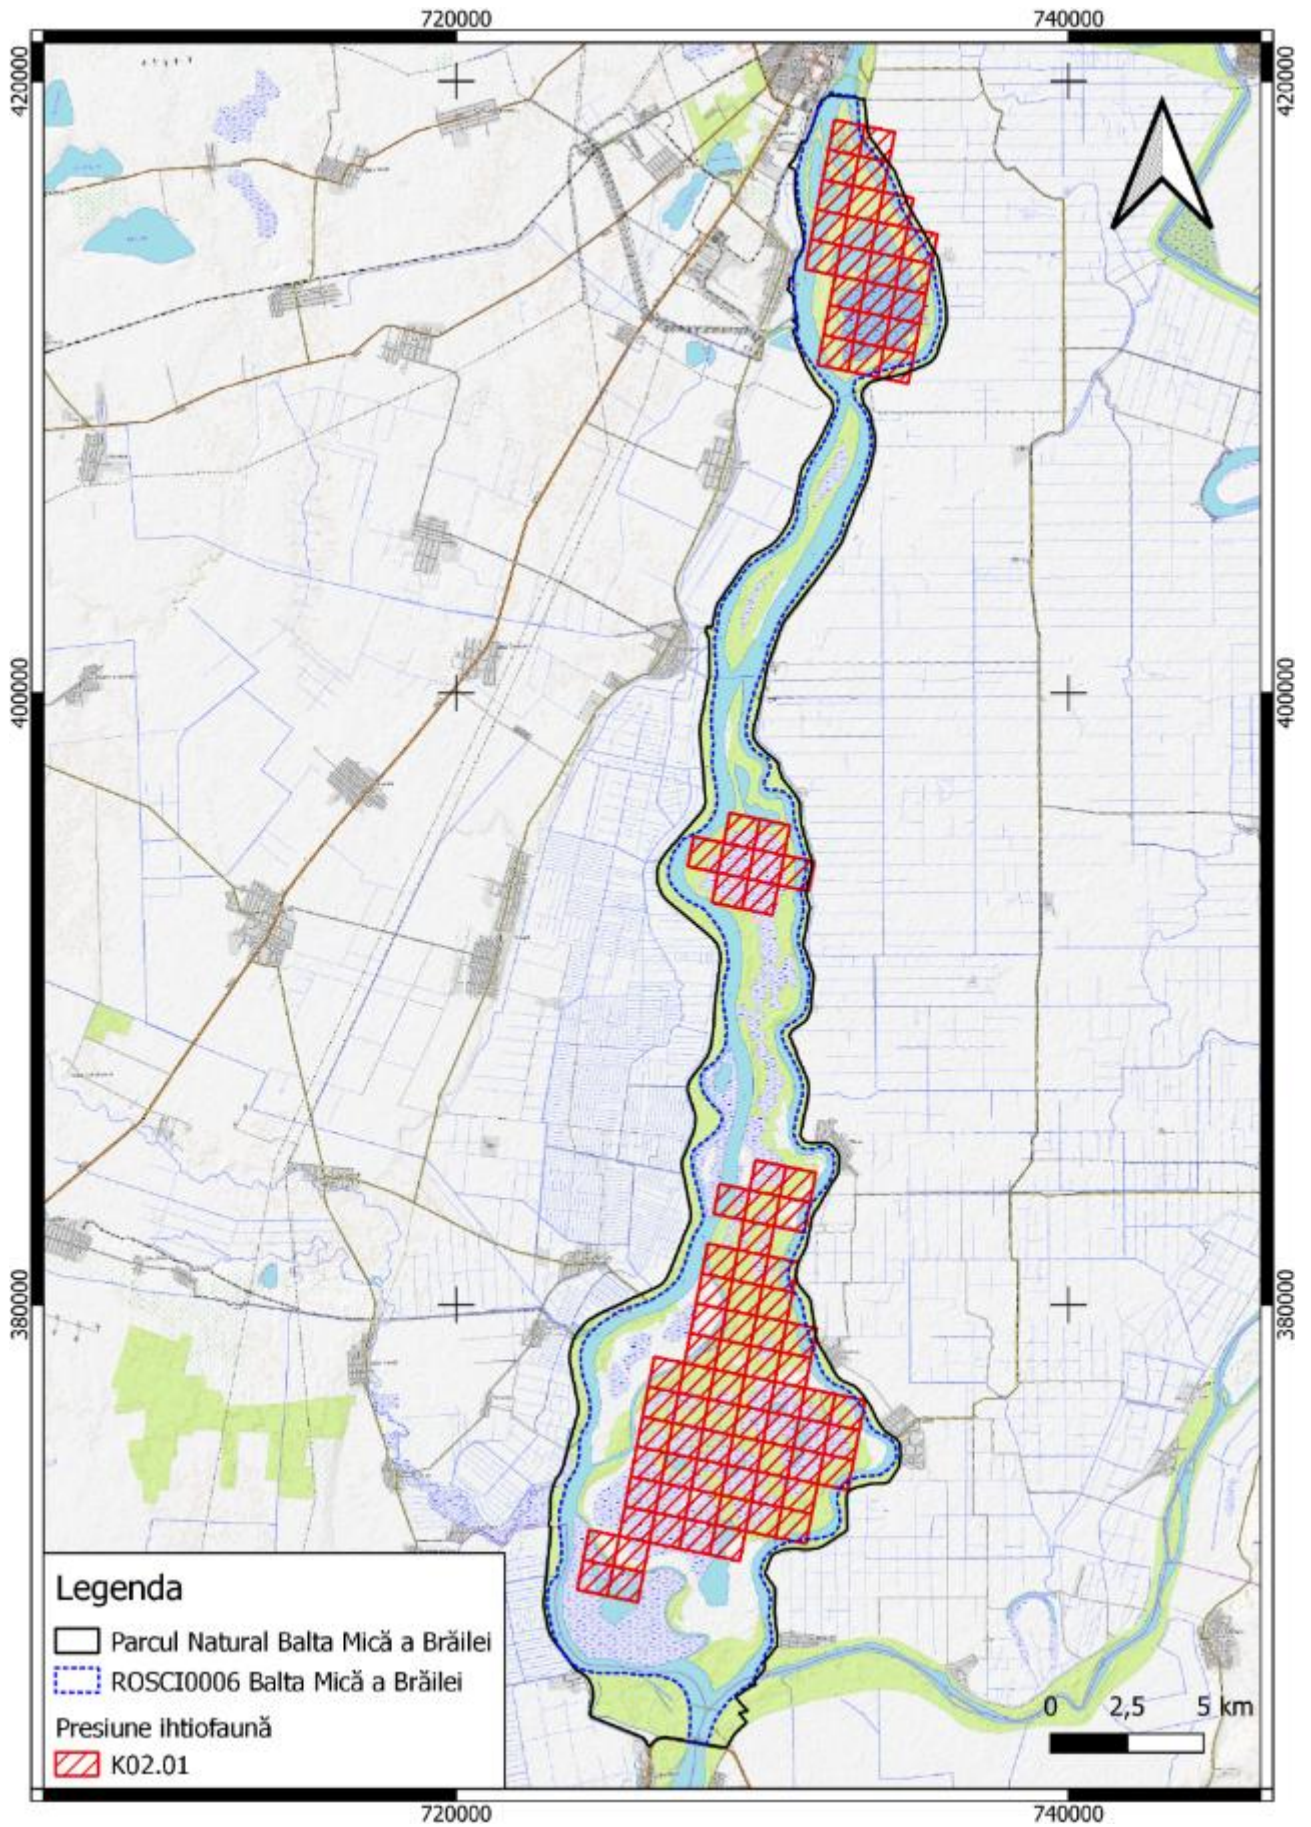 720000
740000
420000
420000
400000
400000
380000
380000
Legenda
Parcul Natural Balta Mică a Brăilei
ROSCI0006 Balta Mică a Brăilei
Presiune ihtiofaună
K02.01
0 2,5 5 km
720000
740000